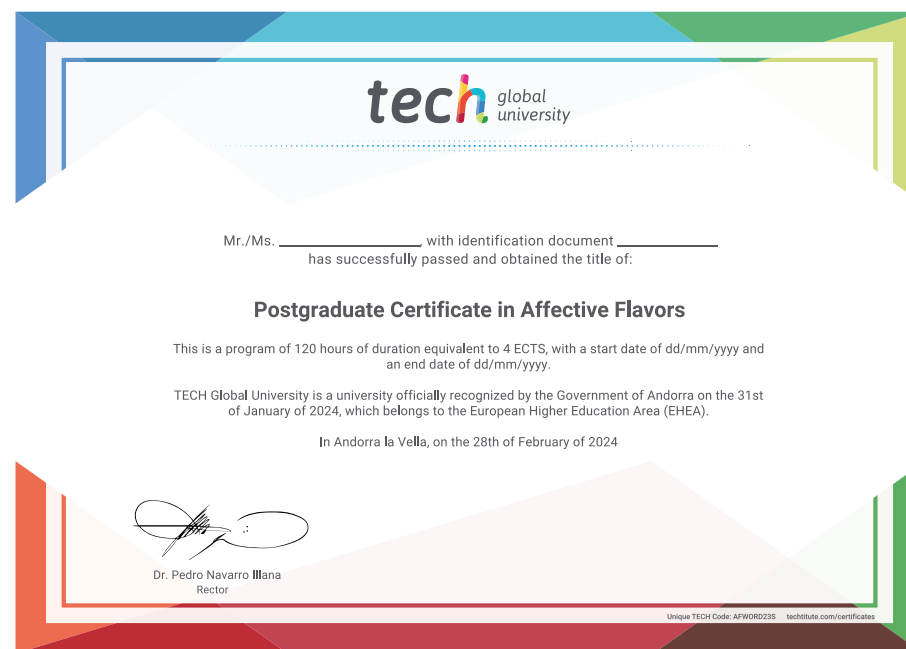 tech global
university
Mr./Ms. ____________________, with identification document ______________
has successfully passed and obtained the title of:
Postgraduate Certificate in Affective Flavors
This is a program of 120 hours of duration equivalent to 4 ECTS, with a start date of dd/mm/yyyy and
an end date of dd/mm/yyyy.
TECH Global University is a university officially recognized by the Government of Andorra on the 31st
of January of 2024, which belongs to the European Higher Education Area (EHEA).
In Andorra la Vella, on the 28th of February of 2024
Dr. Pedro Navarro Illana
Rector
Unique TECH Code: AFWORD23S techtitute.com/certificates